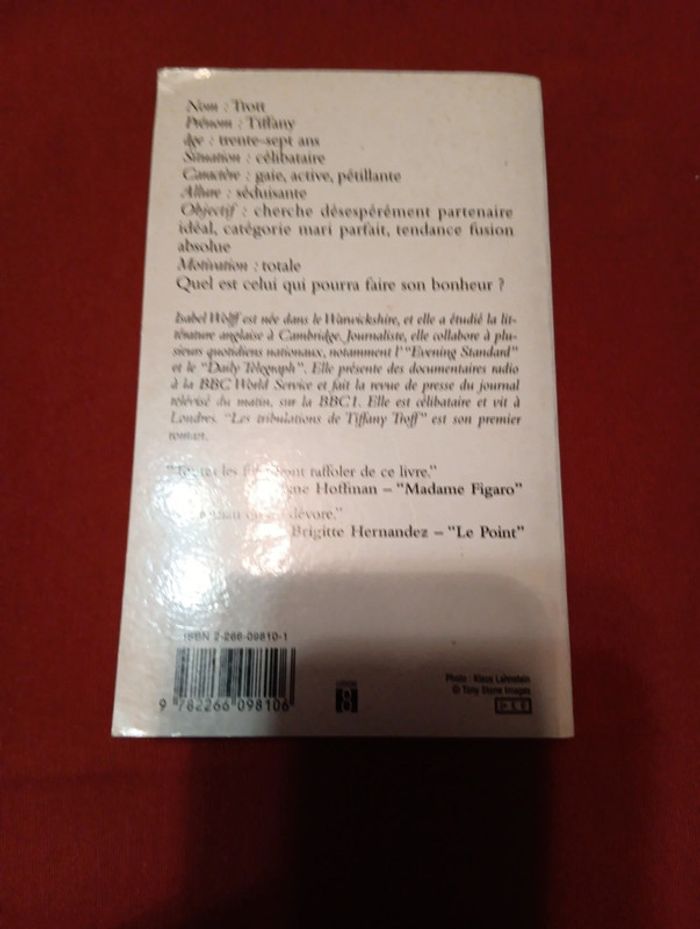 Nom : Trott
Prénom : Tiffany
âge : trente-sept ans
Situation : célibataire
Caractère : gaie, active, pétillante
Allure : séduisante
Objectif : cherche désespérément partenaire
idéal, catégorie mari parfait, tendance fusion
absolue
Motivation : totale
Quel est celui qui pourra faire son bonheur ?
Isabel Wolff est née dans le Warwickshire, et elle a étudié la lit-
térature anglaise à Cambridge. Journaliste, elle collabore à plu-
sieurs quotidiens nationaux, notamment l' "Evening Standard"
et le "Daily Telegraph". Elle présente des documentaires radio
à la BBC World Service et fait la revue de presse du journal
télévisé du matin, sur la BBC1. Elle est célibataire et vit à
Londres. "Les tribulations de Tiffany Troff" est son premier
roman.
les raffoler de ce livre."
Hoffman – "Madame Figaro"
dévore."
Brigitte Hernandez – "Le Point"
ISBN 2-266-09810-1
9 782266 098106
Photo : Klaus Lahnstein
© Tony Stone Images